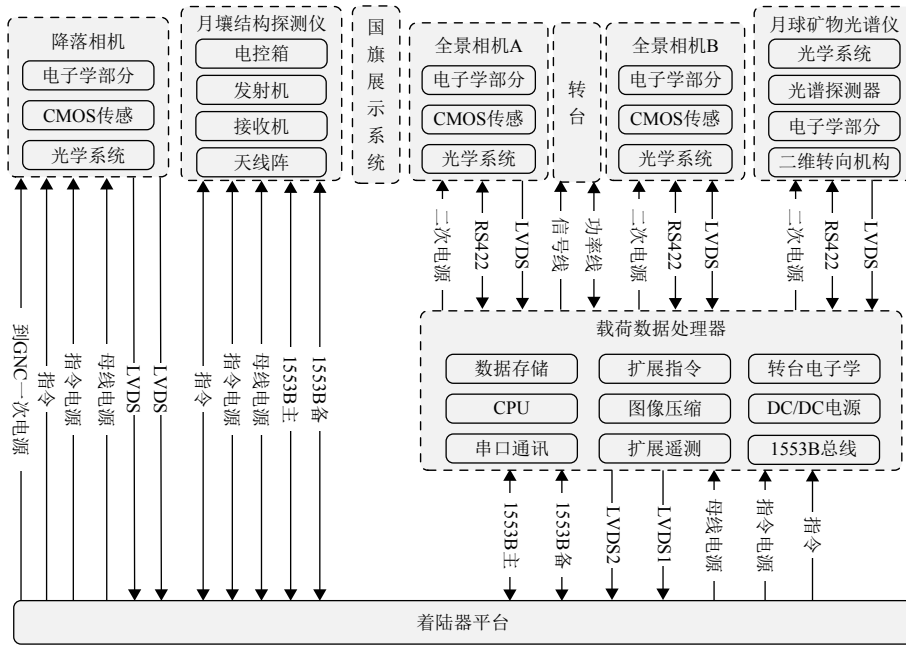 降落相机
电子学部分
CMOS传感
光学系统
月壤结构探测仪
电控箱
发射机
接收机
天线阵
国旗展示系统
全景相机A
电子学部分
CMOS传感
光学系统
转台
全景相机B
电子学部分
CMOS传感
光学系统
月球矿物光谱仪
光学系统
光谱探测器
电子学部分
二维转向机构
二次电源
RS422
LVDS
信号线
功率线
二次电源
RS422
LVDS
二次电源
RS422
LVDS
到GNC一次电源
指令
指令电源
母线电源
LVDS
LVDS
指令
指令电源
母线电源
1553B主
1553B备
载荷数据处理器
数据存储
扩展指令
转台电子学
CPU
图像压缩
DC/DC电源
串口通讯
扩展遥测
1553B总线
1553B主
1553B备
LVDS2
LVDS1
母线电源
指令电源
指令
着陆器平台